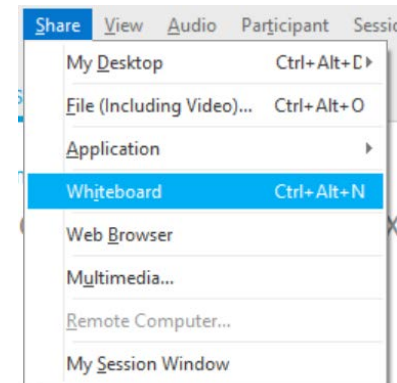 Share View Audio Participant Sessio
My Desktop Ctrl+Alt+D
File (Including Video)... Ctrl+Alt+O
Application
Whiteboard Ctrl+Alt+N
Web Browser
Multimedia...
Remote Computer...
My Session Window